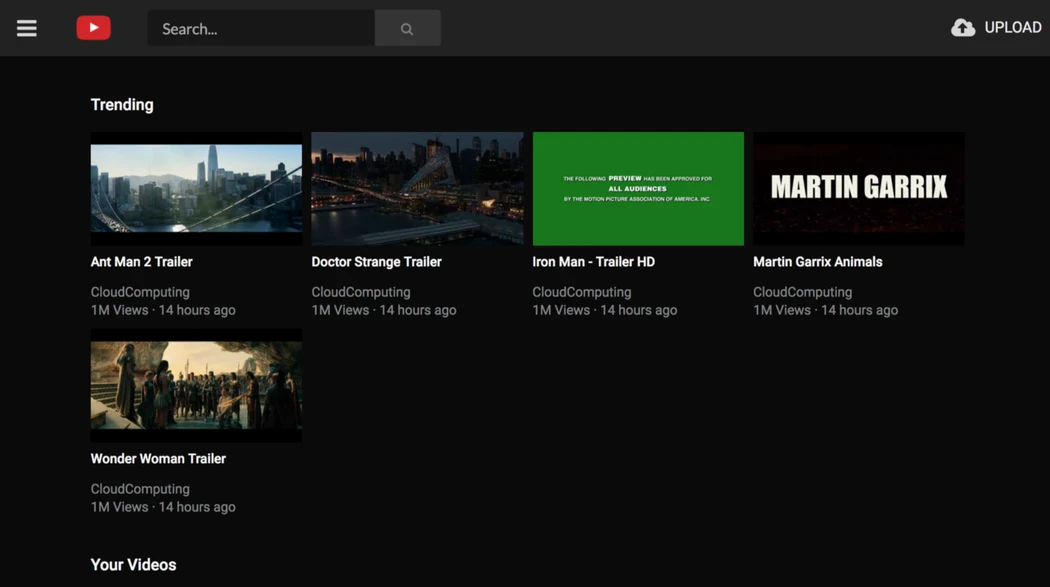 Search...
UPLOAD
Trending
THE FOLLOWING PREVIEW HAS BEEN APPROVED FOR
ALL AUDIENCES
BY THE MOTION PICTURE ASSOCIATION OF AMERICA, INC.
MARTIN GARRIX
Ant Man 2 Trailer
Doctor Strange Trailer
Iron Man - Trailer HD
Martin Garrix Animals
CloudComputing
CloudComputing
CloudComputing
CloudComputing
1M Views · 14 hours ago
1M Views · 14 hours ago
1M Views · 14 hours ago
1M Views · 14 hours ago
Wonder Woman Trailer
CloudComputing
1M Views · 14 hours ago
Your Videos